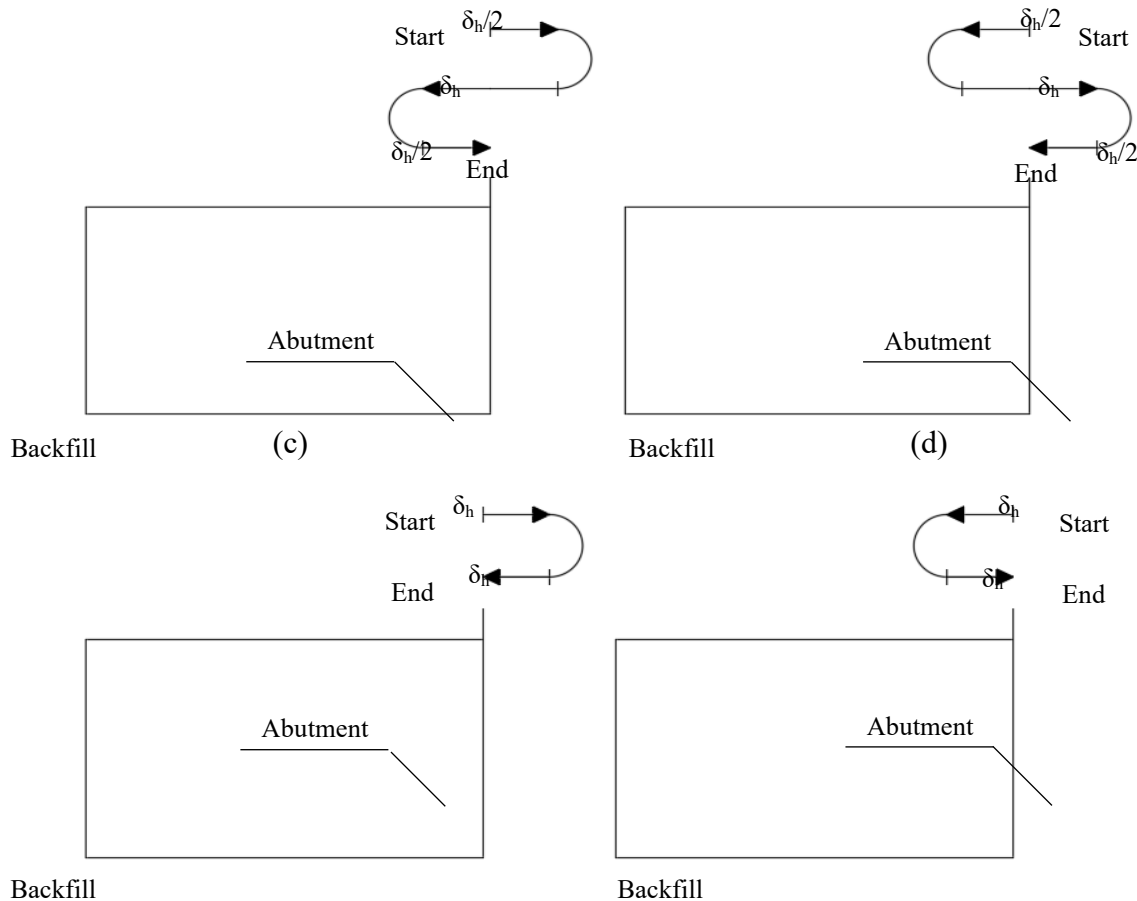 δh/2
Start
δh
δh/2
End
Abutment
Backfill
(c)
δh/2
Start
δh
δh/2
End
Abutment
Backfill
(d)
δh
Start
δh
End
Abutment
Backfill
δh
Start
δh
End
Abutment
Backfill